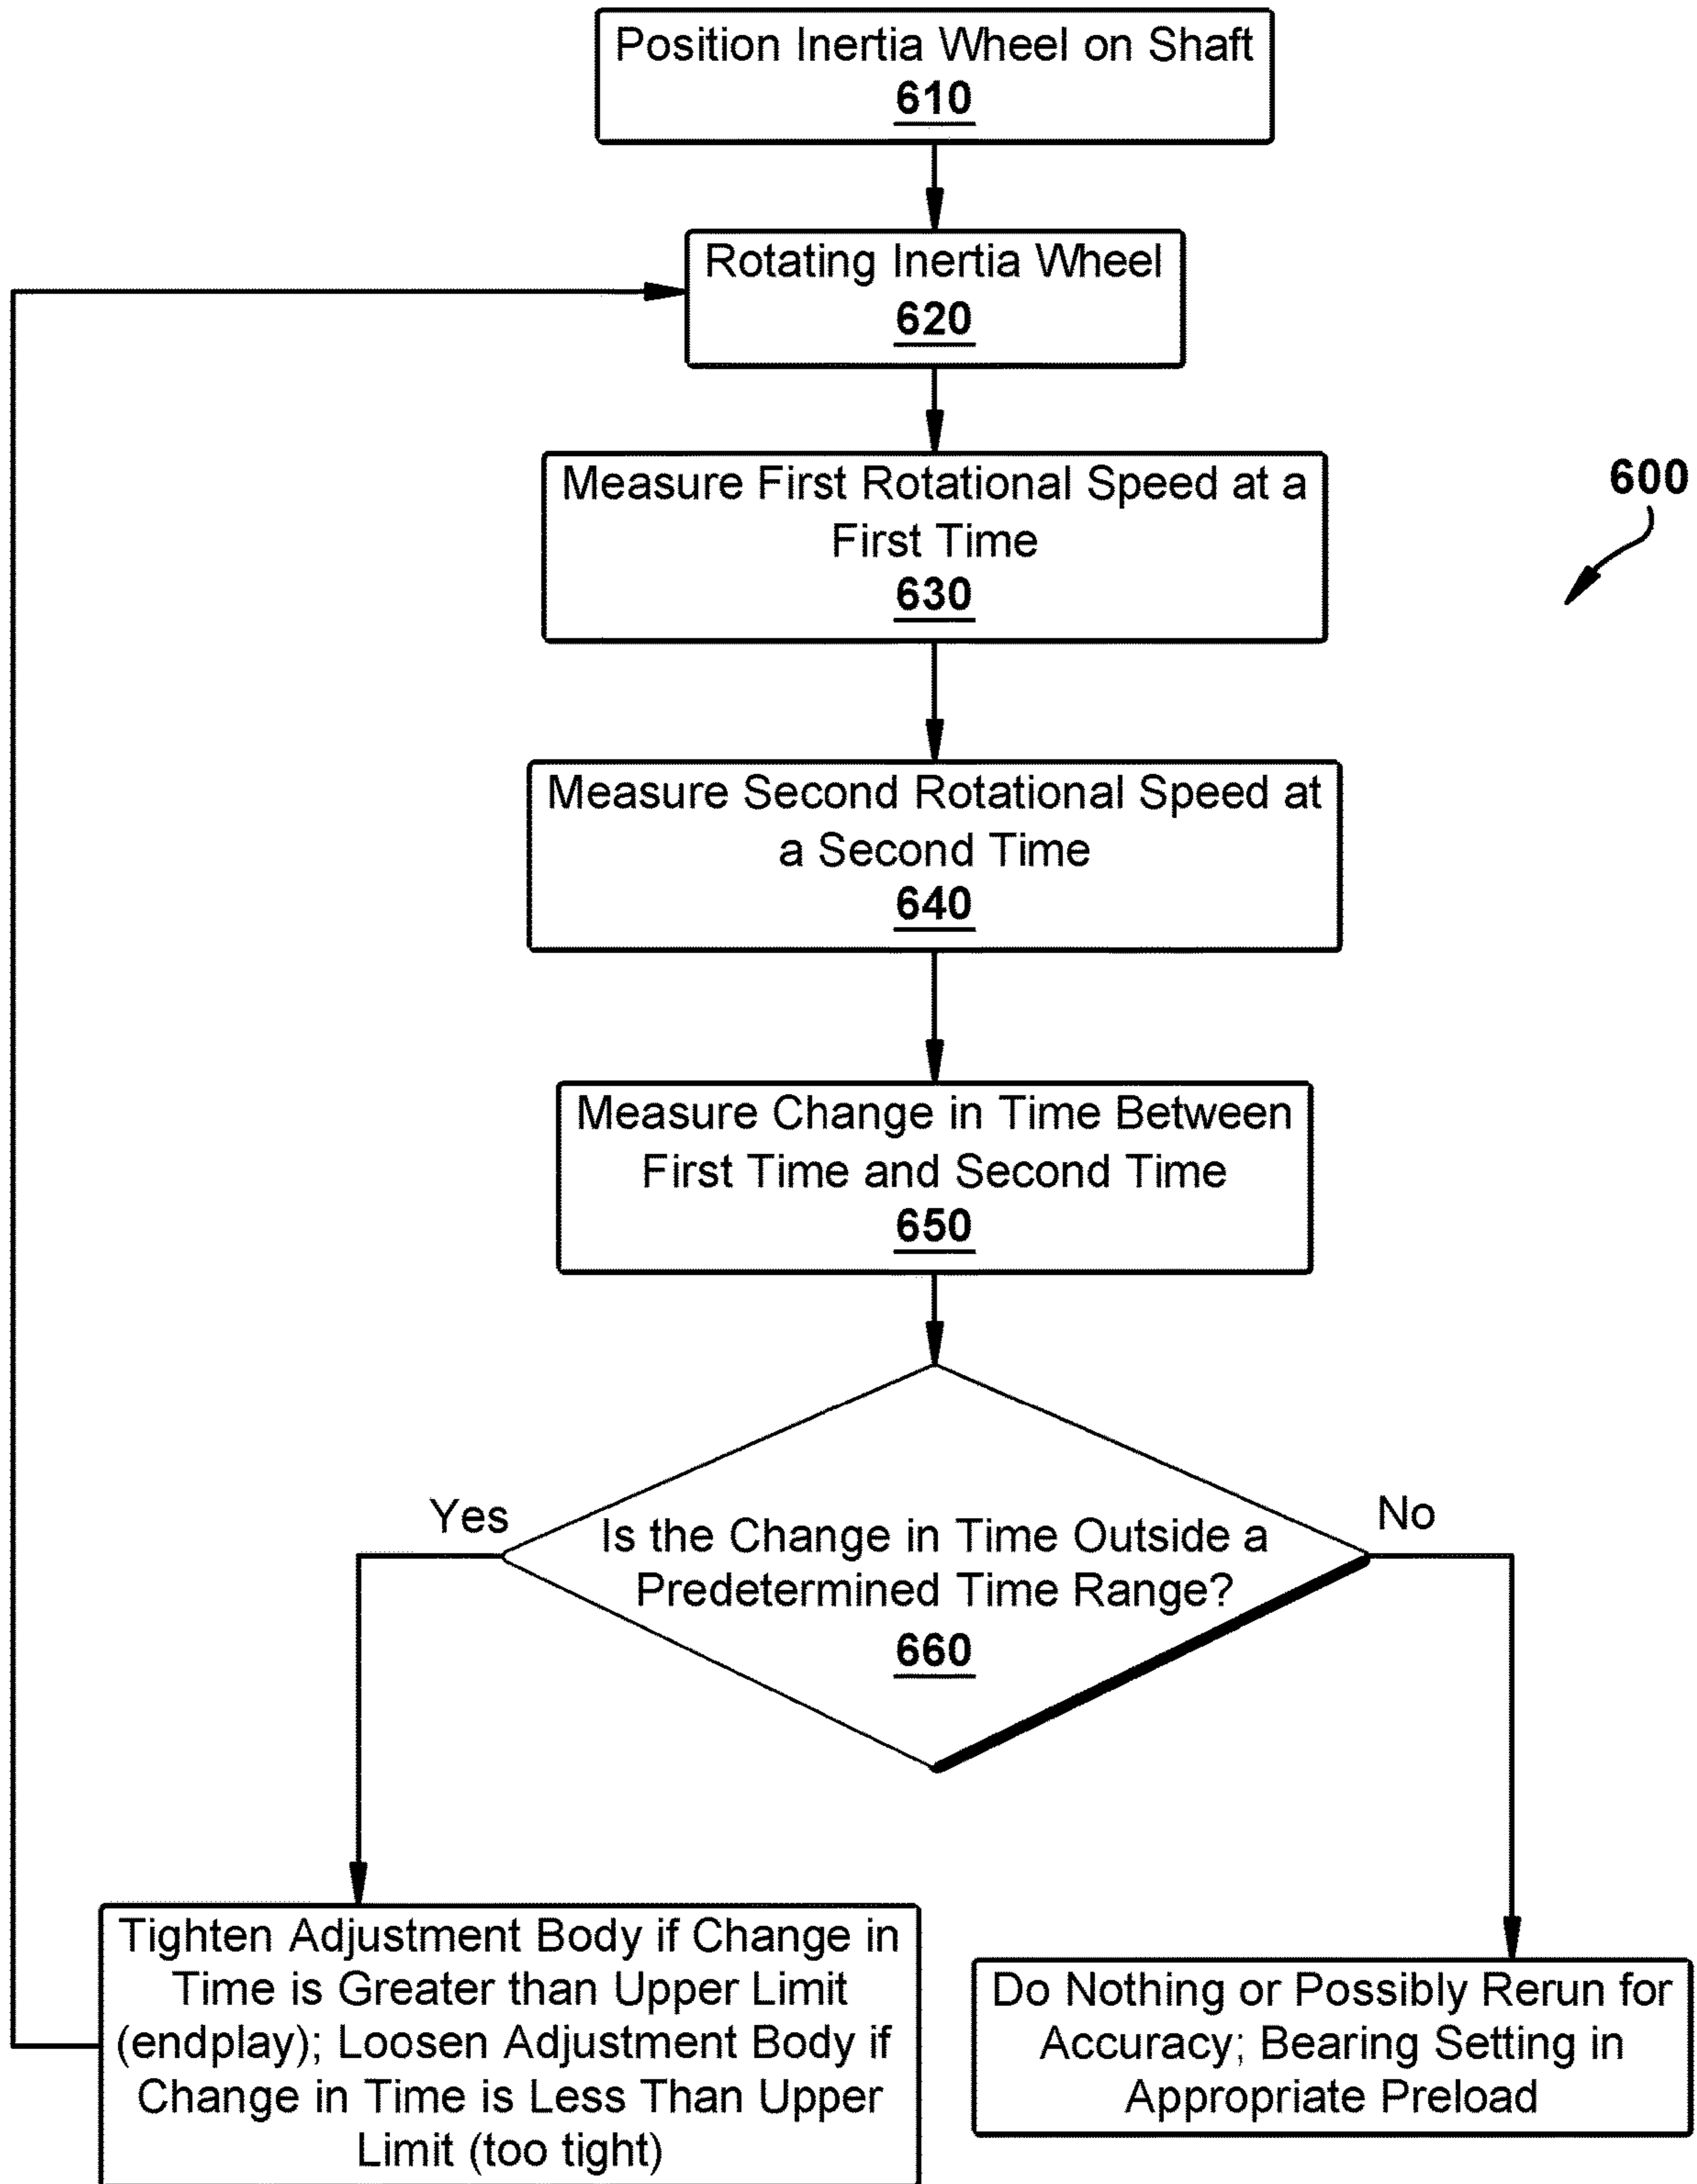 Position Inertia Wheel on Shaft
610
Rotating Inertia Wheel
620
Measure First Rotational Speed at a
First Time
630
600
Measure Second Rotational Speed at
a Second Time
640
Measure Change in Time Between
First Time and Second Time
650
Yes
No
Is the Change in Time Outside a
Predetermined Time Range?
660
Tighten Adjustment Body if Change in
Time is Greater than Upper Limit
(endplay); Loosen Adjustment Body if
Change in Time is Less Than Upper
Limit (too tight)
Do Nothing or Possibly Rerun for
Accuracy; Bearing Setting in
Appropriate Preload